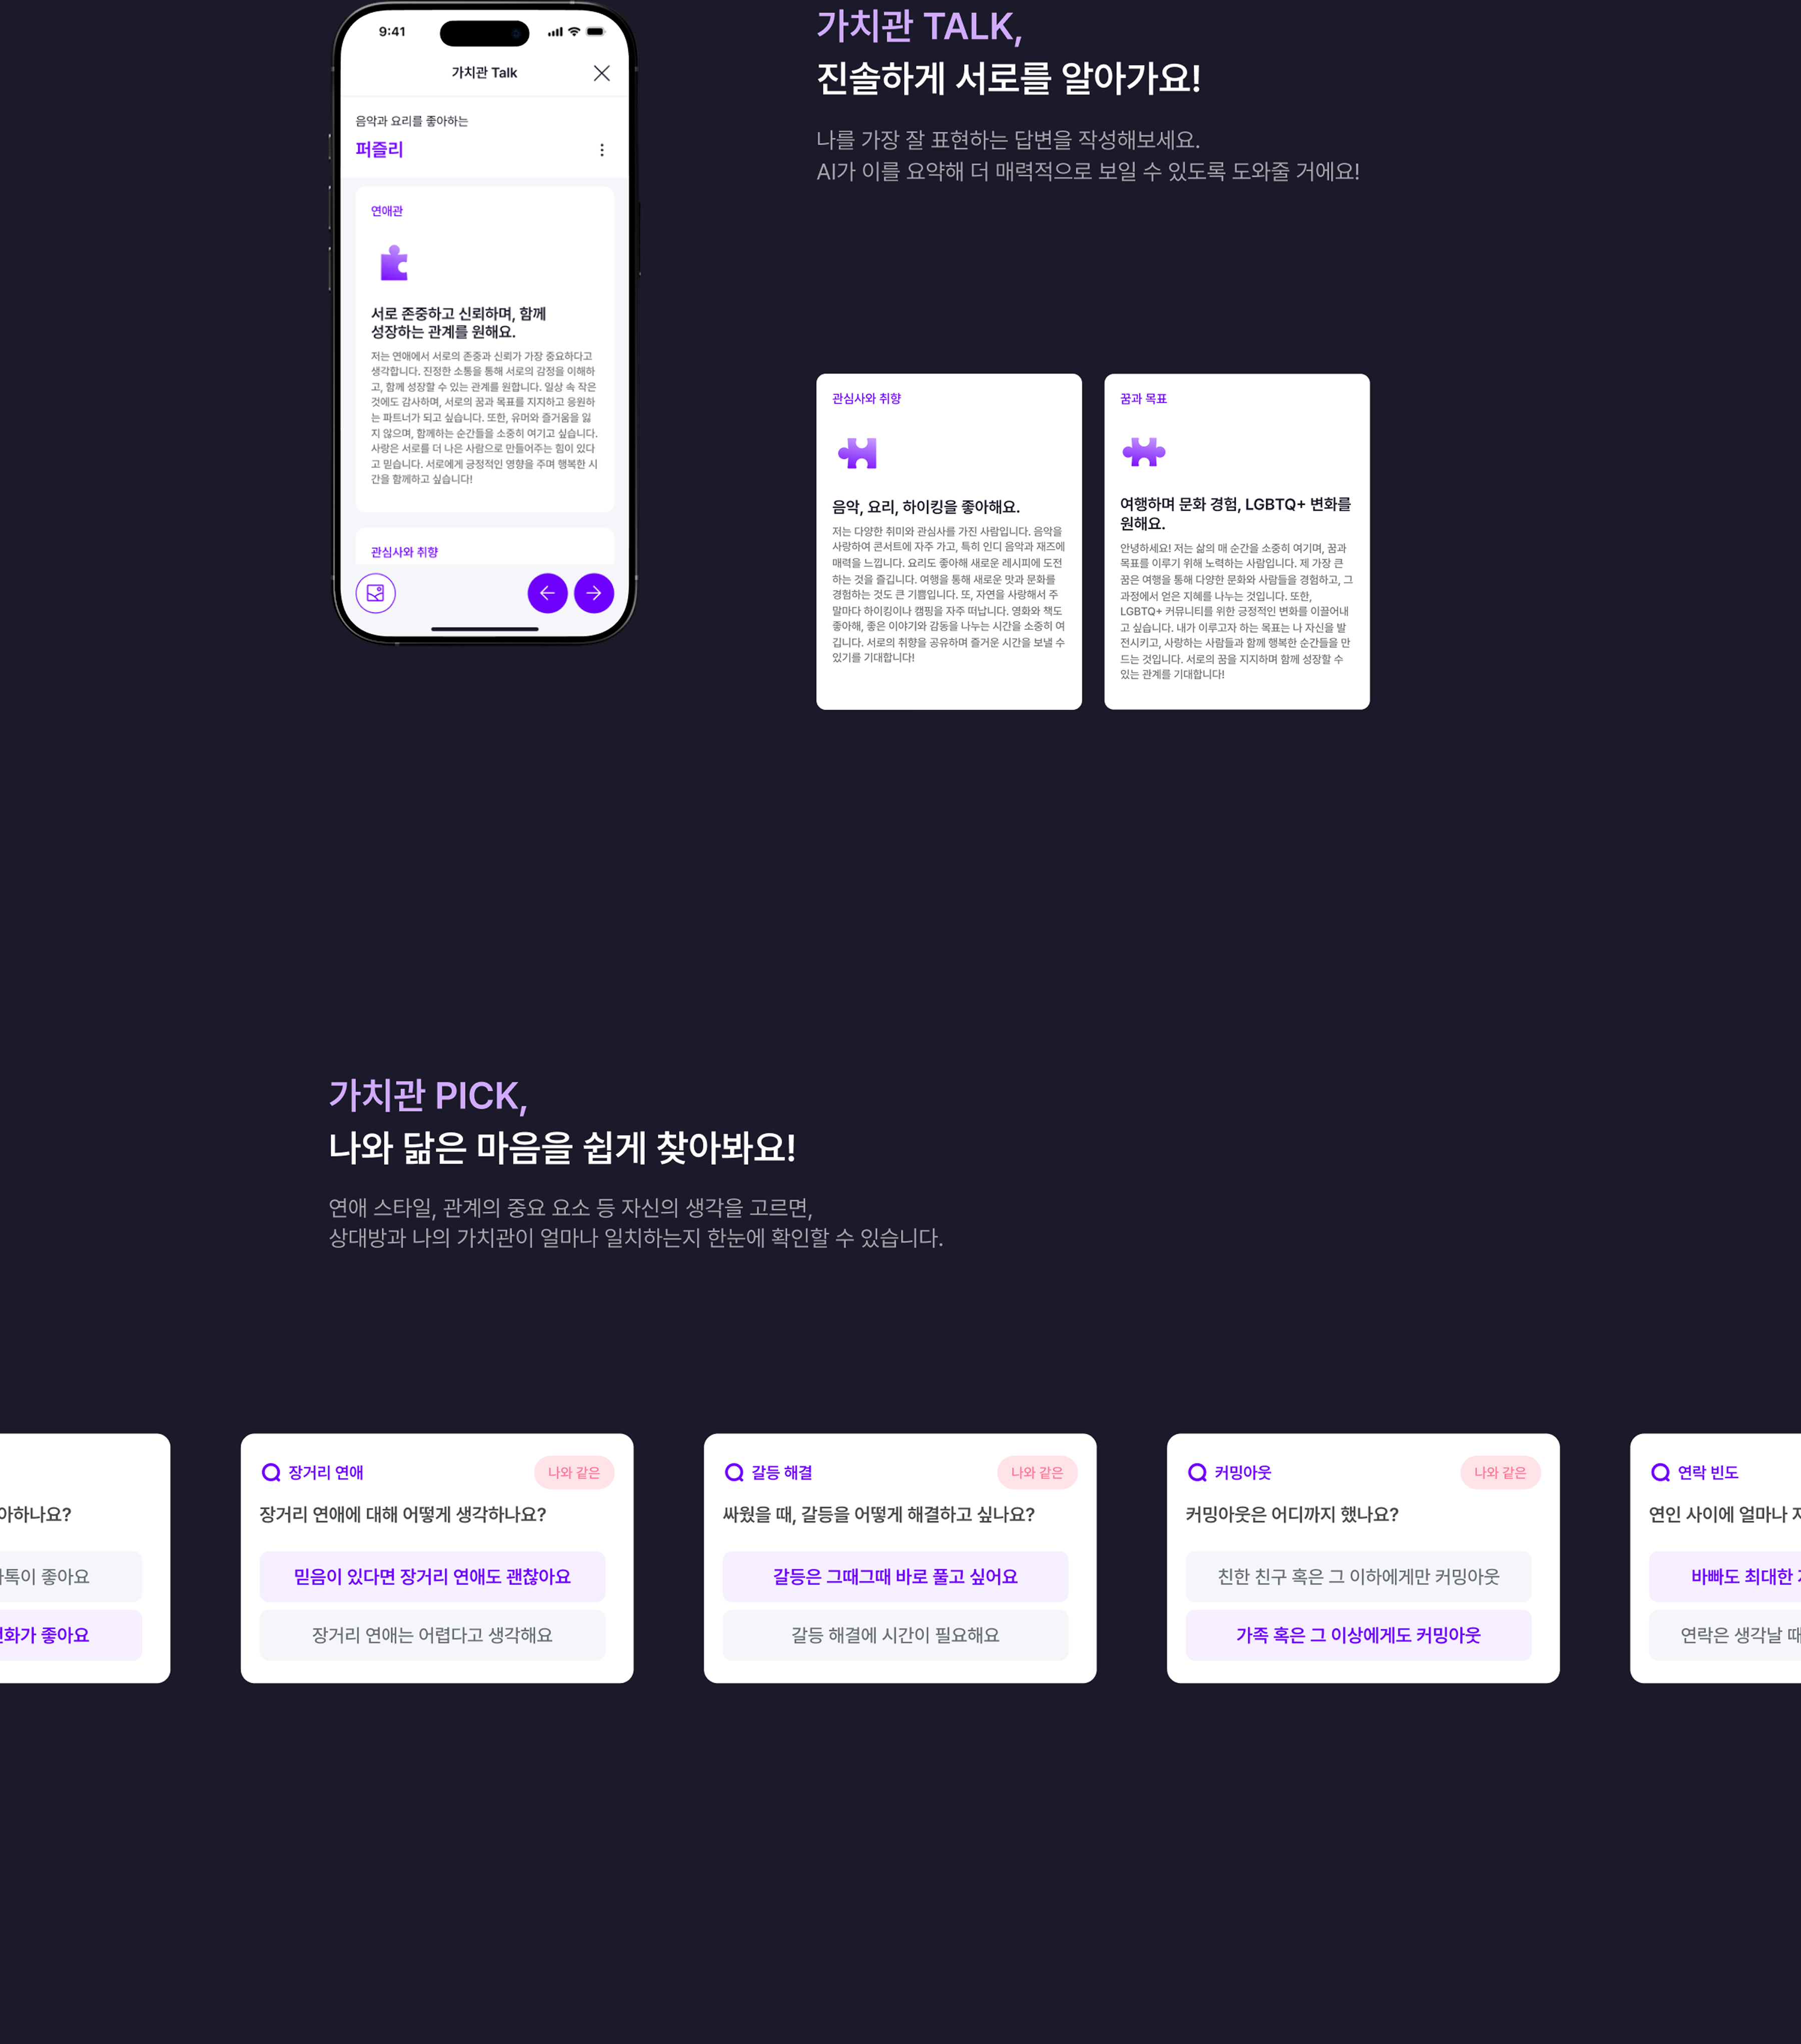 9:41
가치관 Talk
음악과 요리를 좋아하는
퍼즐리
연애관
서로 존중하고 신뢰하며, 함께
성장하는 관계를 원해요.
저는 연애에서 서로의 존중과 신뢰가 가장 중요하다고
생각합니다. 진정한 소통을 통해 서로의 감정을 이해하
고, 함께 성장할 수 있는 관계를 원합니다. 일상 속 작은
것에도 감사하며, 서로의 꿈과 목표를 지지하고 응원하
는 파트너가 되고 싶습니다. 또한, 유머와 즐거움을 잃
지 않으며, 함께하는 순간들을 소중히 여기고 싶습니다.
사랑은 서로를 더 나은 사람으로 만들어주는 힘이 있다
고 믿습니다. 서로에게 긍정적인 영향을 주며 행복한 시
간을 함께하고 싶습니다!
관심사와 취향
가치관 TALK,
진솔하게 서로를 알아가요!
나를 가장 잘 표현하는 답변을 작성해보세요.
AI가 이를 요약해 더 매력적으로 보일 수 있도록 도와줄 거에요!
관심사와 취향
음악, 요리, 하이킹을 좋아해요.
저는 다양한 취미와 관심사를 가진 사람입니다. 음악을
사랑하여 콘서트에 자주 가고, 특히 인디 음악과 재즈에
매력을 느낍니다. 요리도 좋아해 새로운 레시피에 도전
하는 것을 즐깁니다. 여행을 통해 새로운 맛과 문화를
경험하는 것도 큰 기쁨입니다. 또, 자연을 사랑해서 주
말마다 하이킹이나 캠핑을 자주 떠납니다. 영화와 책도
좋아해, 좋은 이야기와 감동을 나누는 시간을 소중히 여
깁니다. 서로의 취향을 공유하며 즐거운 시간을 보낼 수
있기를 기대합니다!
꿈과 목표
여행하며 문화 경험, LGBTQ+ 변화를
원해요.
안녕하세요! 저는 삶의 매 순간을 소중히 여기며, 꿈과
목표를 이루기 위해 노력하는 사람입니다. 제 가장 큰
꿈은 여행을 통해 다양한 문화와 사람들을 경험하고, 그
과정에서 얻은 지혜를 나누는 것입니다. 또한,
LGBTQ+ 커뮤니티를 위한 긍정적인 변화를 이끌어내
고 싶습니다. 내가 이루고자 하는 목표는 나 자신을 발
전시키고, 사랑하는 사람들과 함께 행복한 순간들을 만
드는 것입니다. 서로의 꿈을 지지하며 함께 성장할 수
있는 관계를 기대합니다!
가치관 PICK,
나와 닮은 마음을 쉽게 찾아봐요!
연애 스타일, 관계의 중요 요소 등 자신의 생각을 고르면,
상대방과 나의 가치관이 얼마나 일치하는지 한눈에 확인할 수 있습니다.
아하나요?
톡이 좋아요
화가 좋아요
장거리 연애
나와 같은
장거리 연애에 대해 어떻게 생각하나요?
믿음이 있다면 장거리 연애도 괜찮아요
장거리 연애는 어렵다고 생각해요
갈등 해결
나와 같은
싸웠을 때, 갈등을 어떻게 해결하고 싶나요?
갈등은 그때그때 바로 풀고 싶어요
갈등 해결에 시간이 필요해요
커밍아웃
나와 같은
커밍아웃은 어디까지 했나요?
친한 친구 혹은 그 이하에게만 커밍아웃
가족 혹은 그 이상에게도 커밍아웃
연락 빈도
연인 사이에 얼마나
바빠도 최대한
연락은 생각날 때